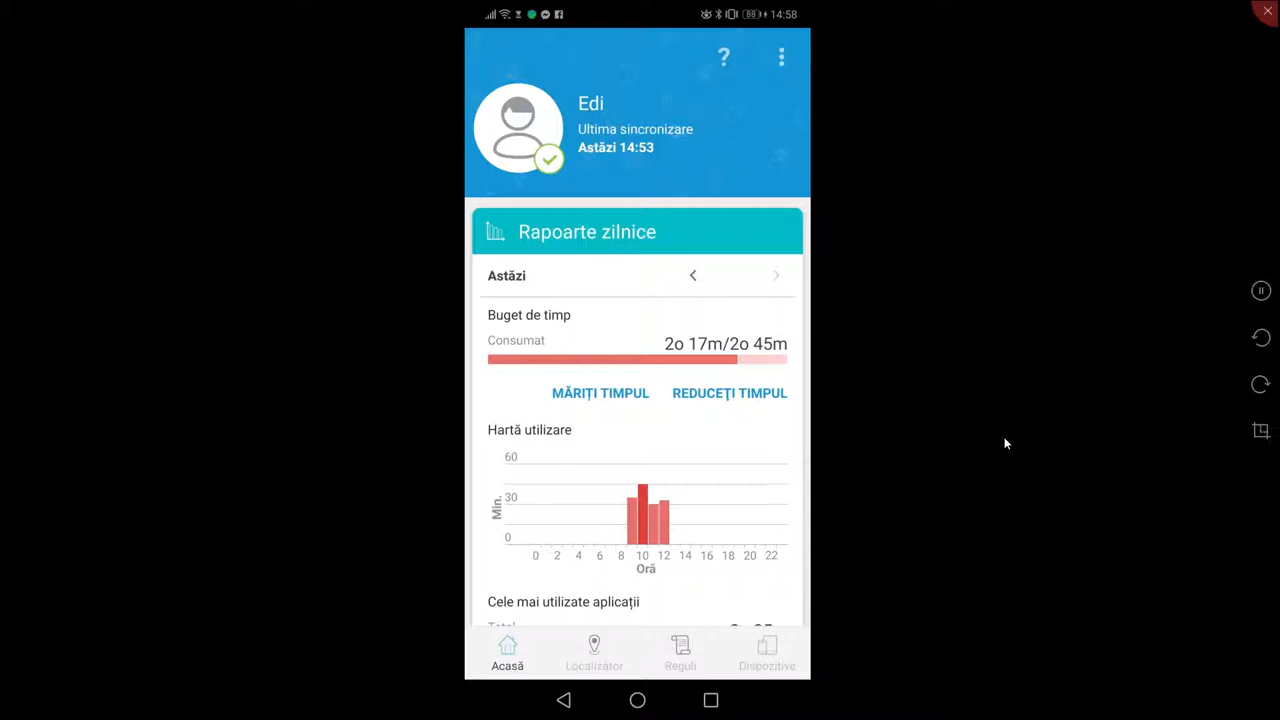 88 14:58
?
Edi
Ultima sincronizare
Astăzi 14:53
Rapoarte zilnice
Astăzi
Buget de timp
Consumat 2o 17m/2o 45m
MĂRIȚI TIMPUL REDUCEŢI TIMPUL
Hartă utilizare
60
30
0
Min.
0 2 4 6 8 10 12 14 16 18 20 22
Oră
Cele mai utilizate aplicații
Acasă Localizator Reguli Dispozitive